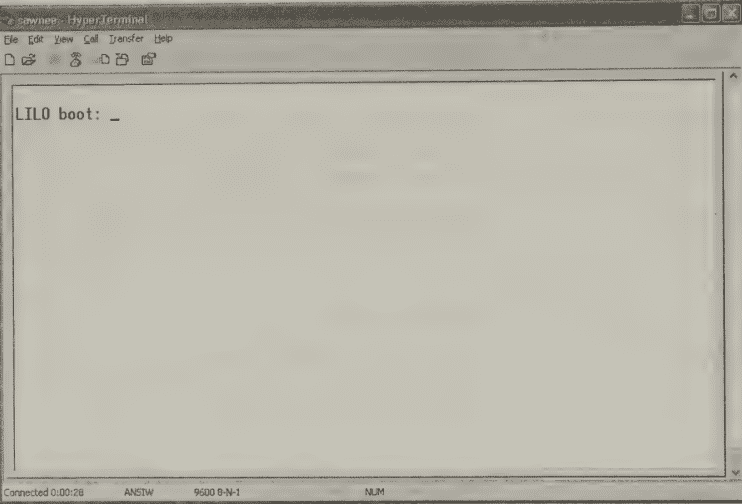 sawnee - HyperTerminal
File Edit View Call Transfer Help
LILO boot: _
Connected 0:00:28 ANSIW 9600 8-N-1 NUM